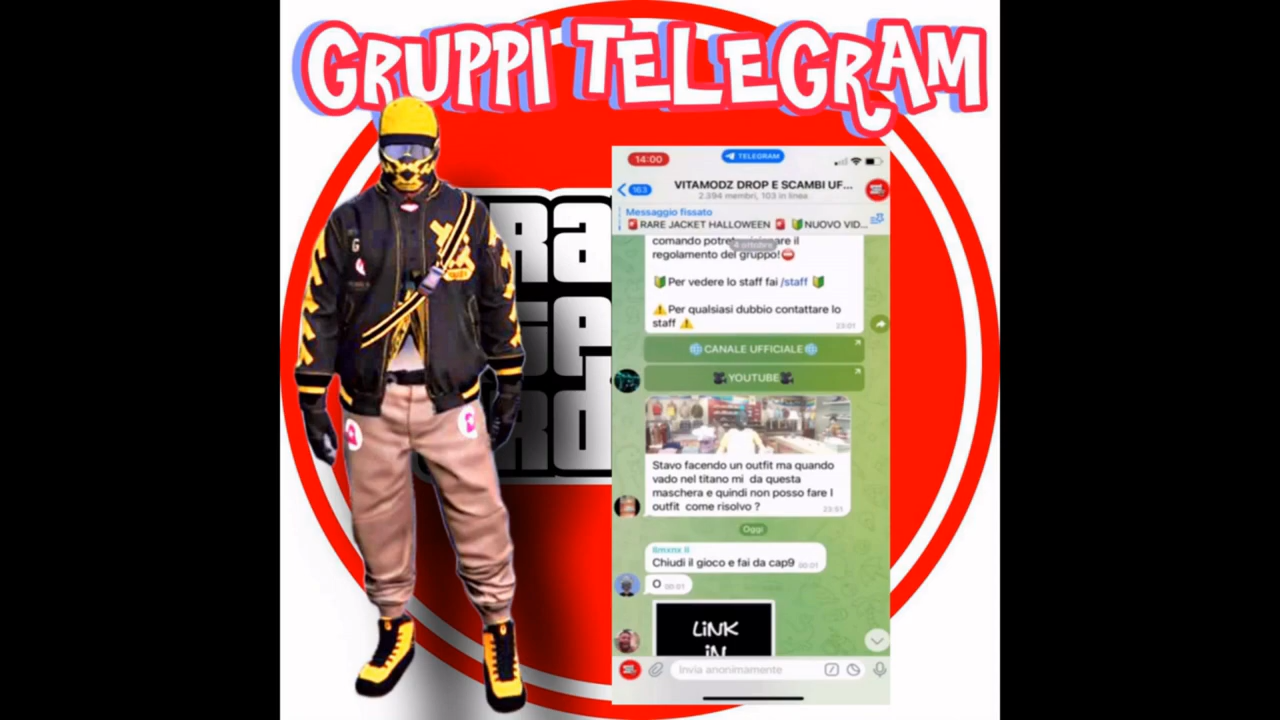 GRUPPI TELEGRAM
14:00
TELEGRAM
163
VITAMODZ DROP E SCAMBI UF...
2.394 membri, 103 in linea
Messaggio fissato
🚨RARE JACKET HALLOWEEN 🚨 🔰NUOVO VID...
4 ottobre
regolamento del gruppo!⛔
🔰Per vedere lo staff fai /staff 🔰
⚠️Per qualsiasi dubbio contattare lo
staff ⚠️
23:01
🌐CANALE UFFICIALE🌐
🎥YOUTUBE🎥
Stavo facendo un outfit ma quando
vado nel titano mi da questa
maschera e quindi non posso fare l
outfit come risolvo ?
23:51
Oggi
Chiudi il gioco e fai da cap9 00:01
O 00:01
LiNK
iN
Invia anonimamente